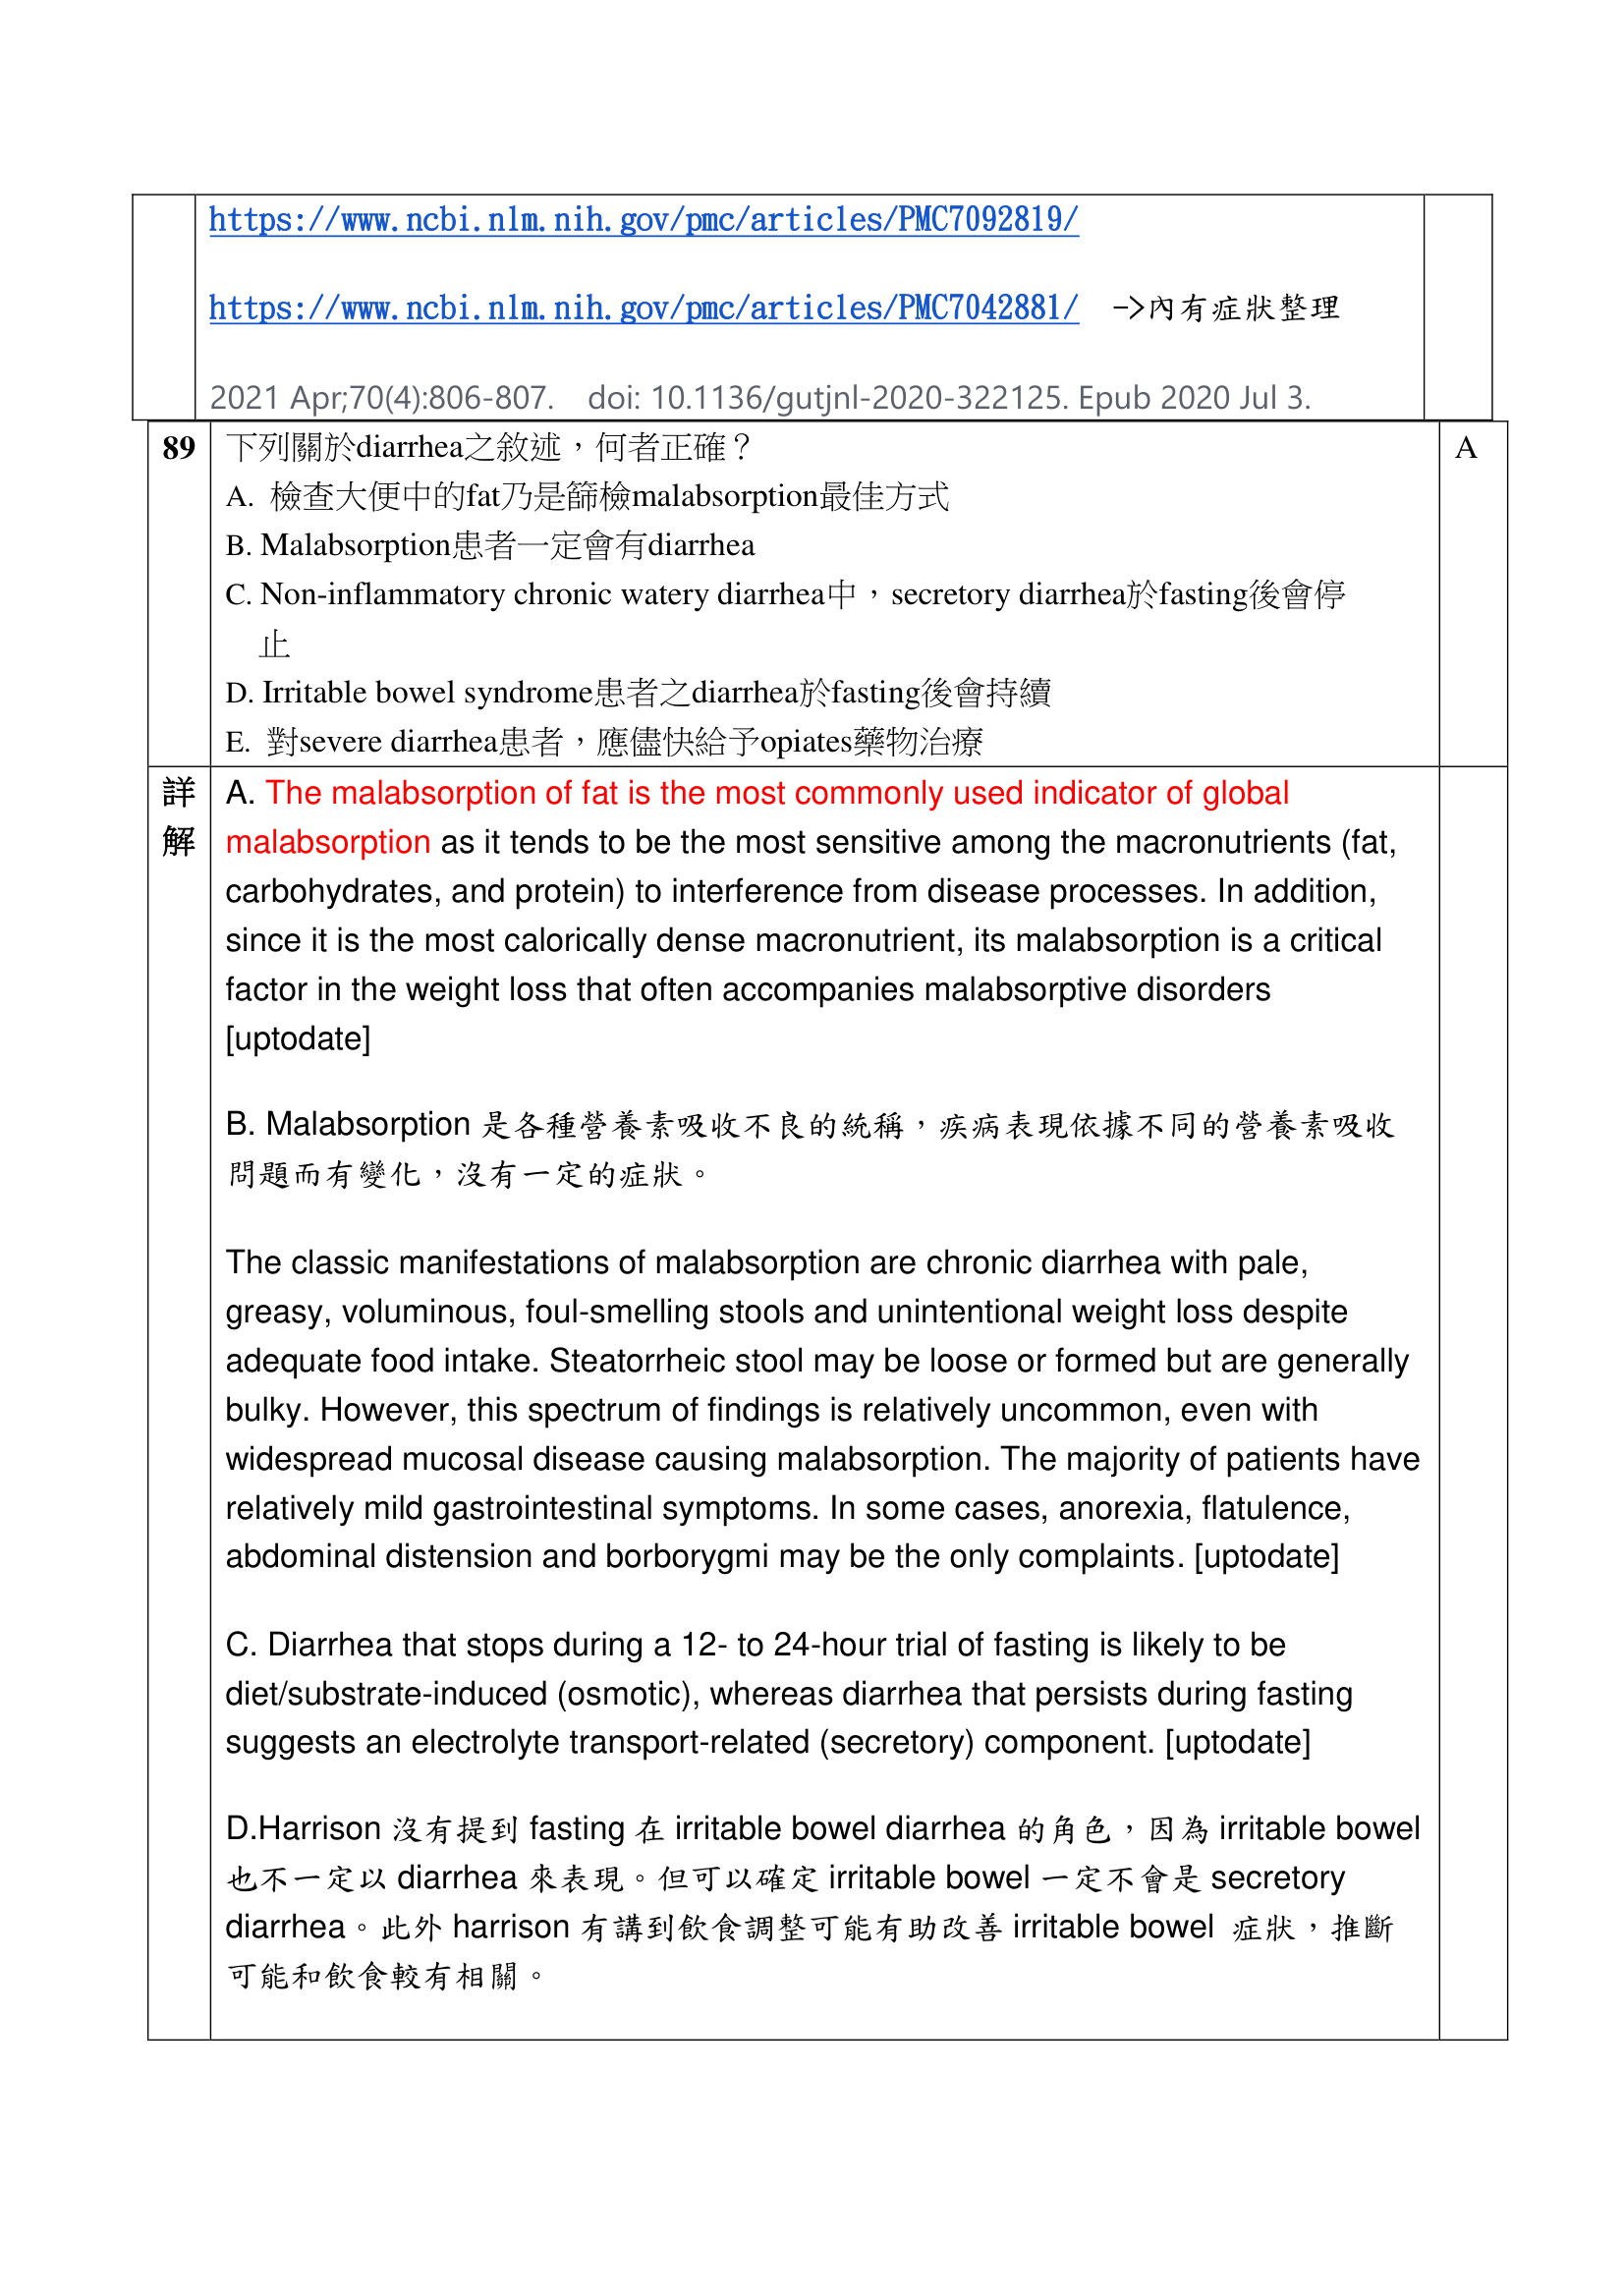 https://www.ncbi.nlm.nih.gov/pmc/articles/PMC7092819/
https://www.ncbi.nlm.nih.gov/pmc/articles/PMC7042881/ ->內有症狀整理
2021 Apr;70(4):806-807. doi: 10.1136/gutjnl-2020-322125. Epub 2020 Jul 3.
89 下列關於diarrhea之敘述，何者正確？ A
A. 檢查大便中的fat乃是篩檢malabsorption最佳方式
B. Malabsorption患者一定會有diarrhea
C. Non-inflammatory chronic watery diarrhea中，secretory diarrhea於fasting後會停
止
D. Irritable bowel syndrome患者之diarrhea於fasting後會持續
E. 對severe diarrhea患者，應儘快給予opiates藥物治療
詳解
A. The malabsorption of fat is the most commonly used indicator of global
malabsorption as it tends to be the most sensitive among the macronutrients (fat,
carbohydrates, and protein) to interference from disease processes. In addition,
since it is the most calorically dense macronutrient, its malabsorption is a critical
factor in the weight loss that often accompanies malabsorptive disorders
[uptodate]
B. Malabsorption 是各種營養素吸收不良的統稱，疾病表現依據不同的營養素吸收
問題而有變化，沒有一定的症狀。
The classic manifestations of malabsorption are chronic diarrhea with pale,
greasy, voluminous, foul-smelling stools and unintentional weight loss despite
adequate food intake. Steatorrheic stool may be loose or formed but are generally
bulky. However, this spectrum of findings is relatively uncommon, even with
widespread mucosal disease causing malabsorption. The majority of patients have
relatively mild gastrointestinal symptoms. In some cases, anorexia, flatulence,
abdominal distension and borborygmi may be the only complaints. [uptodate]
C. Diarrhea that stops during a 12- to 24-hour trial of fasting is likely to be
diet/substrate-induced (osmotic), whereas diarrhea that persists during fasting
suggests an electrolyte transport-related (secretory) component. [uptodate]
D.Harrison 沒有提到 fasting 在 irritable bowel diarrhea 的角色，因為 irritable bowel
也不一定以 diarrhea 來表現。但可以確定 irritable bowel 一定不會是 secretory
diarrhea。此外 harrison 有講到飲食調整可能有助改善 irritable bowel 症狀，推斷
可能和飲食較有相關。